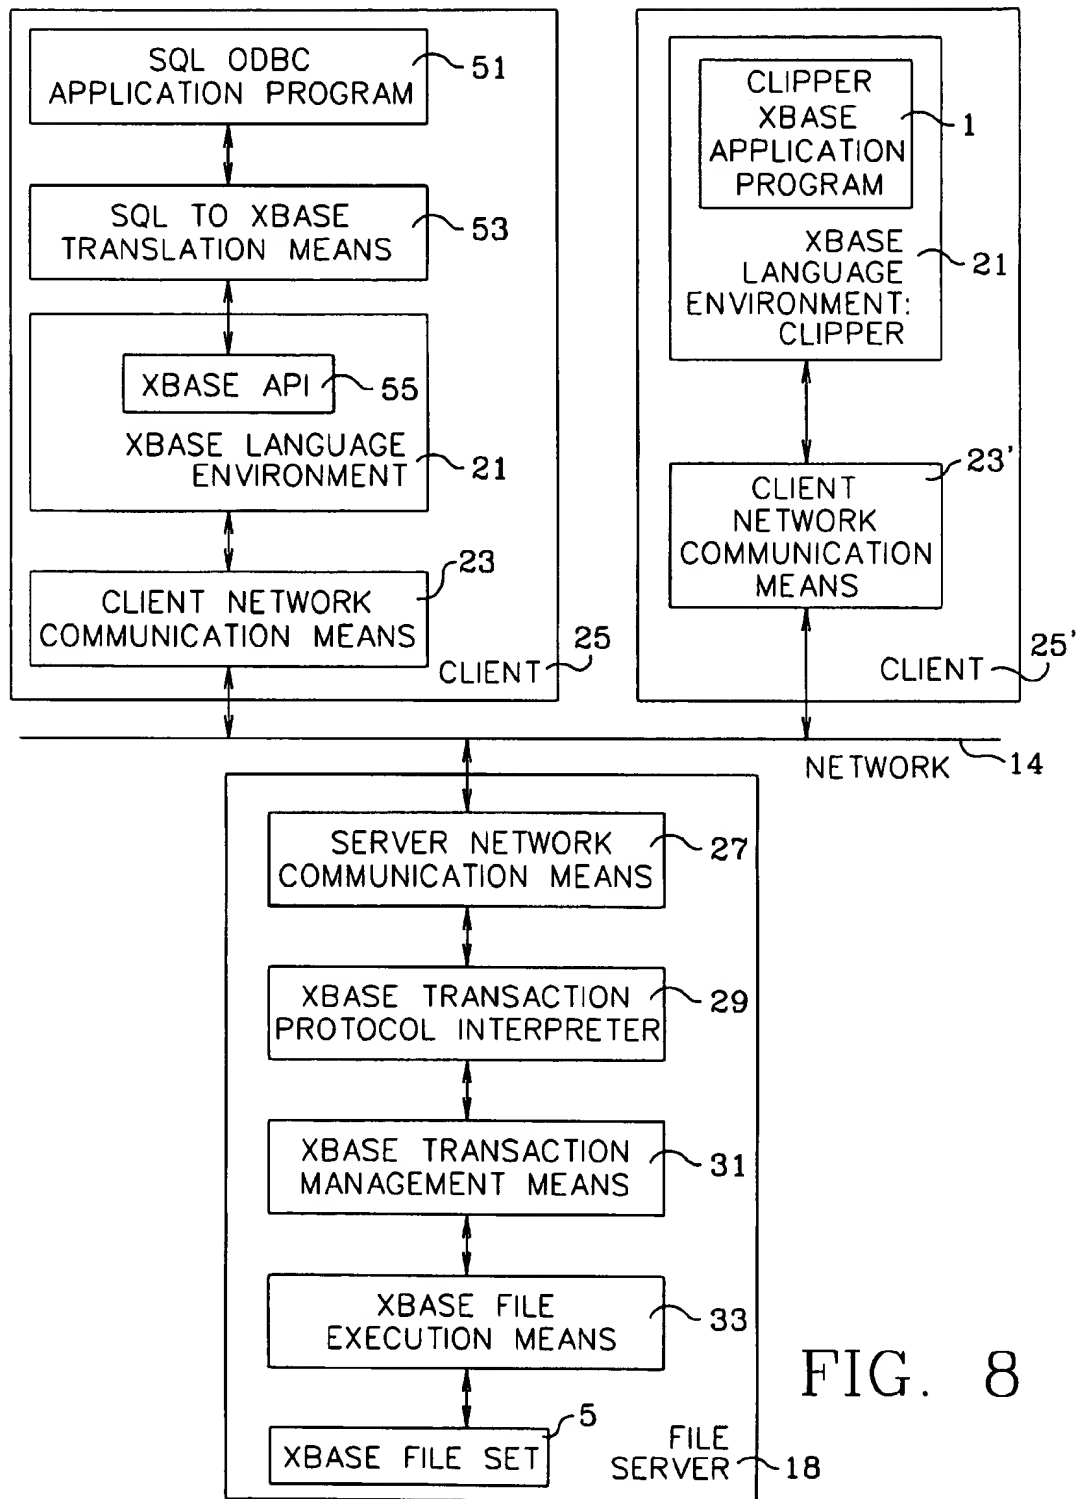 SQL ODBC
APPLICATION PROGRAM
51
SQL TO XBASE
TRANSLATION MEANS
53
XBASE API
55
XBASE LANGUAGE
ENVIRONMENT
21
23
CLIENT NETWORK
COMMUNICATION MEANS
CLIENT
25
CLIPPER
XBASE
APPLICATION
PROGRAM
1
XBASE
LANGUAGE
ENVIRONMENT:
CLIPPER
21
23'
CLIENT
NETWORK
COMMUNICATION
MEANS
CLIENT
25'
NETWORK
14
SERVER NETWORK
COMMUNICATION MEANS
27
XBASE TRANSACTION
PROTOCOL INTERPRETER
29
XBASE TRANSACTION
MANAGEMENT MEANS
31
XBASE FILE
EXECUTION MEANS
33
5
XBASE FILE SET
FILE
SERVER
18
FIG. 8